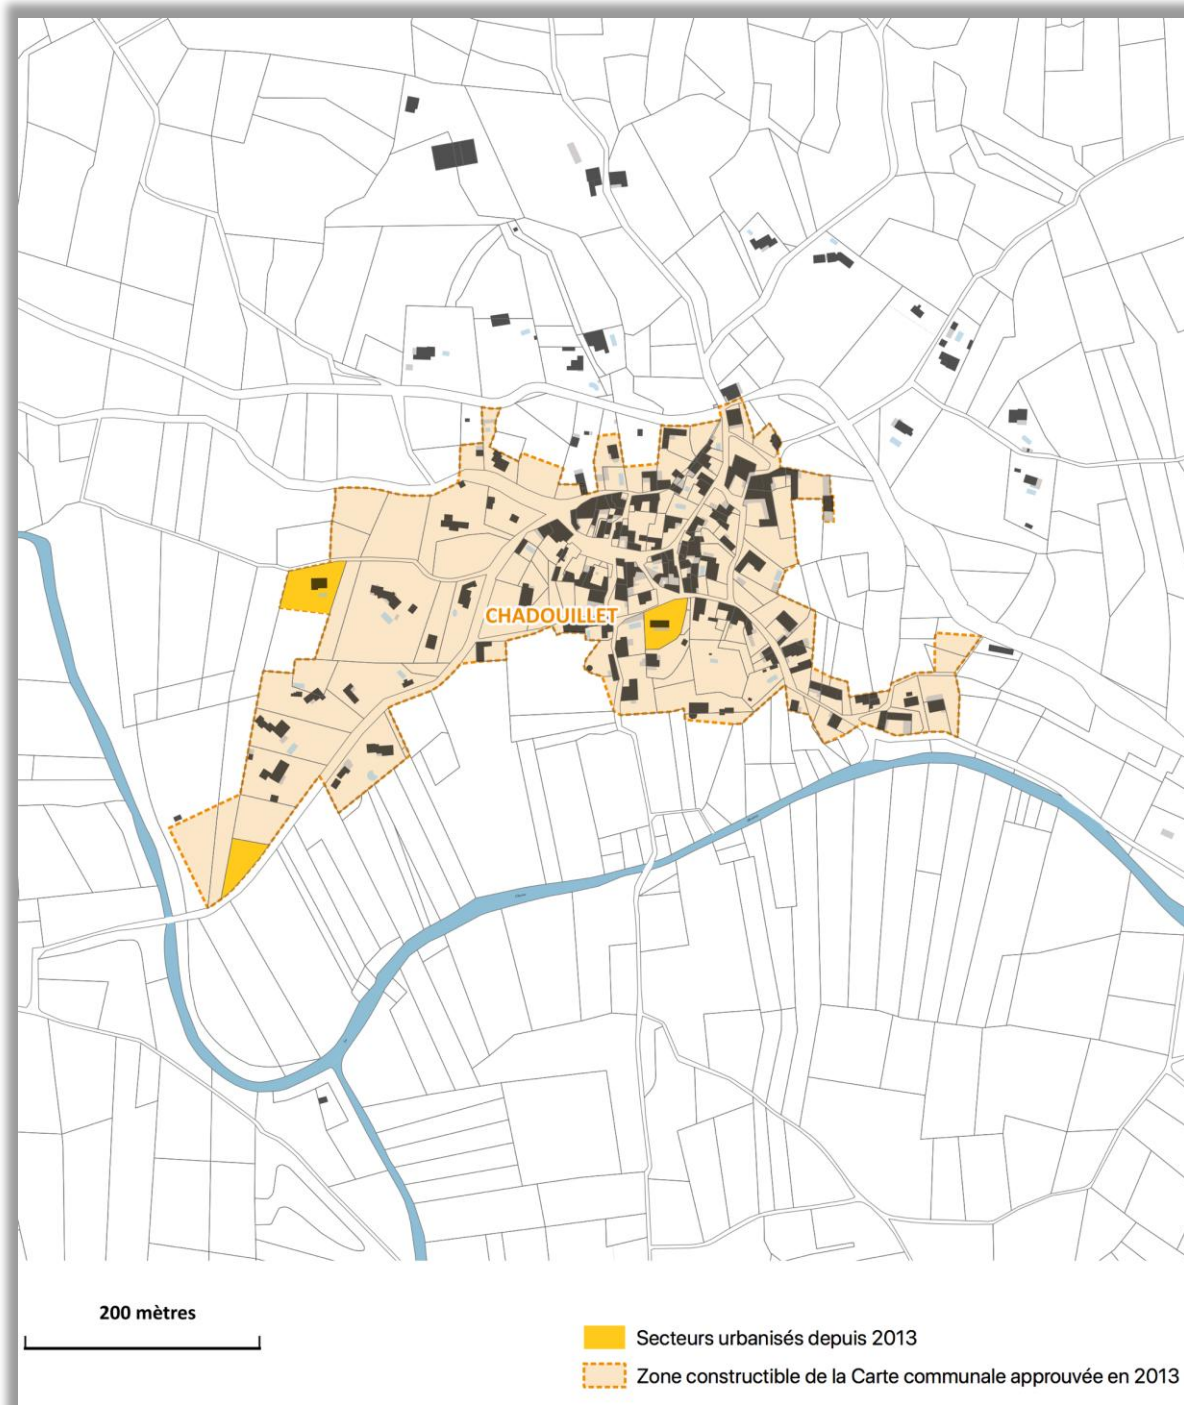 CHADOUILLET
200 mètres
Secteurs urbanisés depuis 2013
Zone constructible de la Carte communale approuvée en 2013